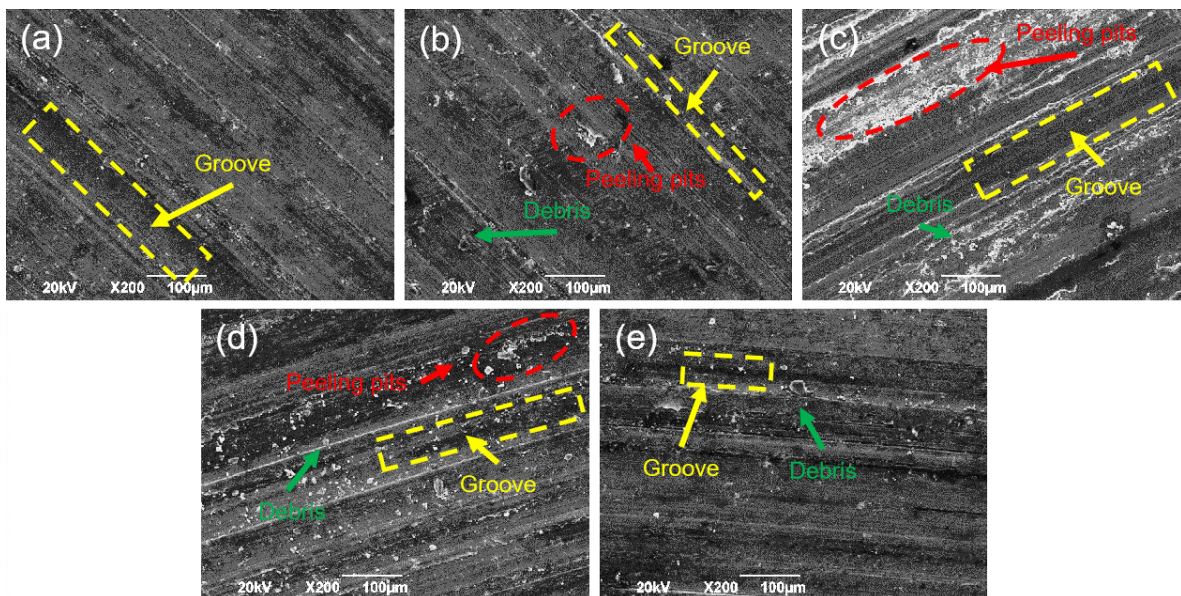 (a)
Groove
20kV X200 100μm
(b)
Groove
Peeling pits
Debris
20kV X200 100μm
(c)
Peeling pits
Groove
Debris
20kV X200 100μm
(d)
Peeling pits
Groove
Debris
20kV X200 100μm
(e)
Groove
Debris
20kV X200 100μm